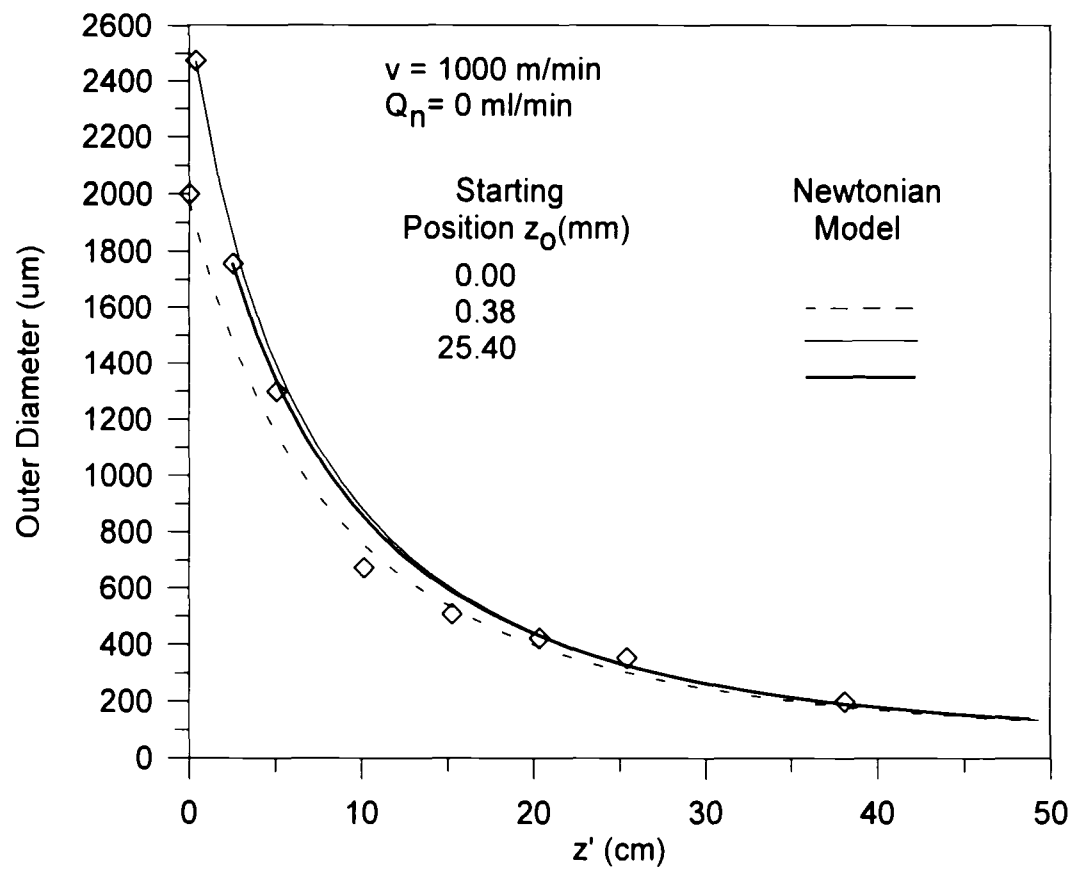 2600
2400
2200
2000
1800
1600
1400
1200
1000
800
600
400
200
0
Outer Diameter (um)
v = 1000 m/min
Qn= 0 ml/min
Starting Newtonian
Position zo(mm) Model
0.00
0.38
25.40
0 10 20 30 40 50
z' (cm)